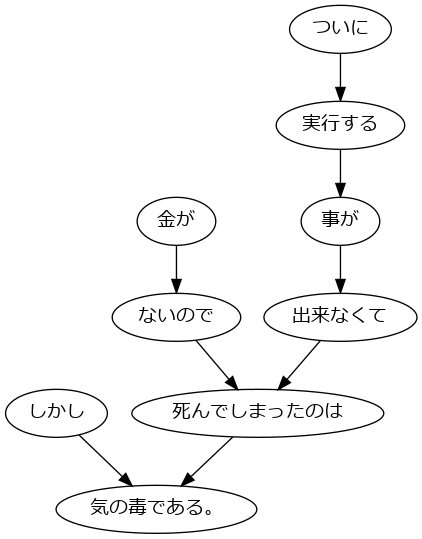 ついに
実行する
金が
事が
ないので
出来なくて
しかし
死んでしまったのは
気の毒である。